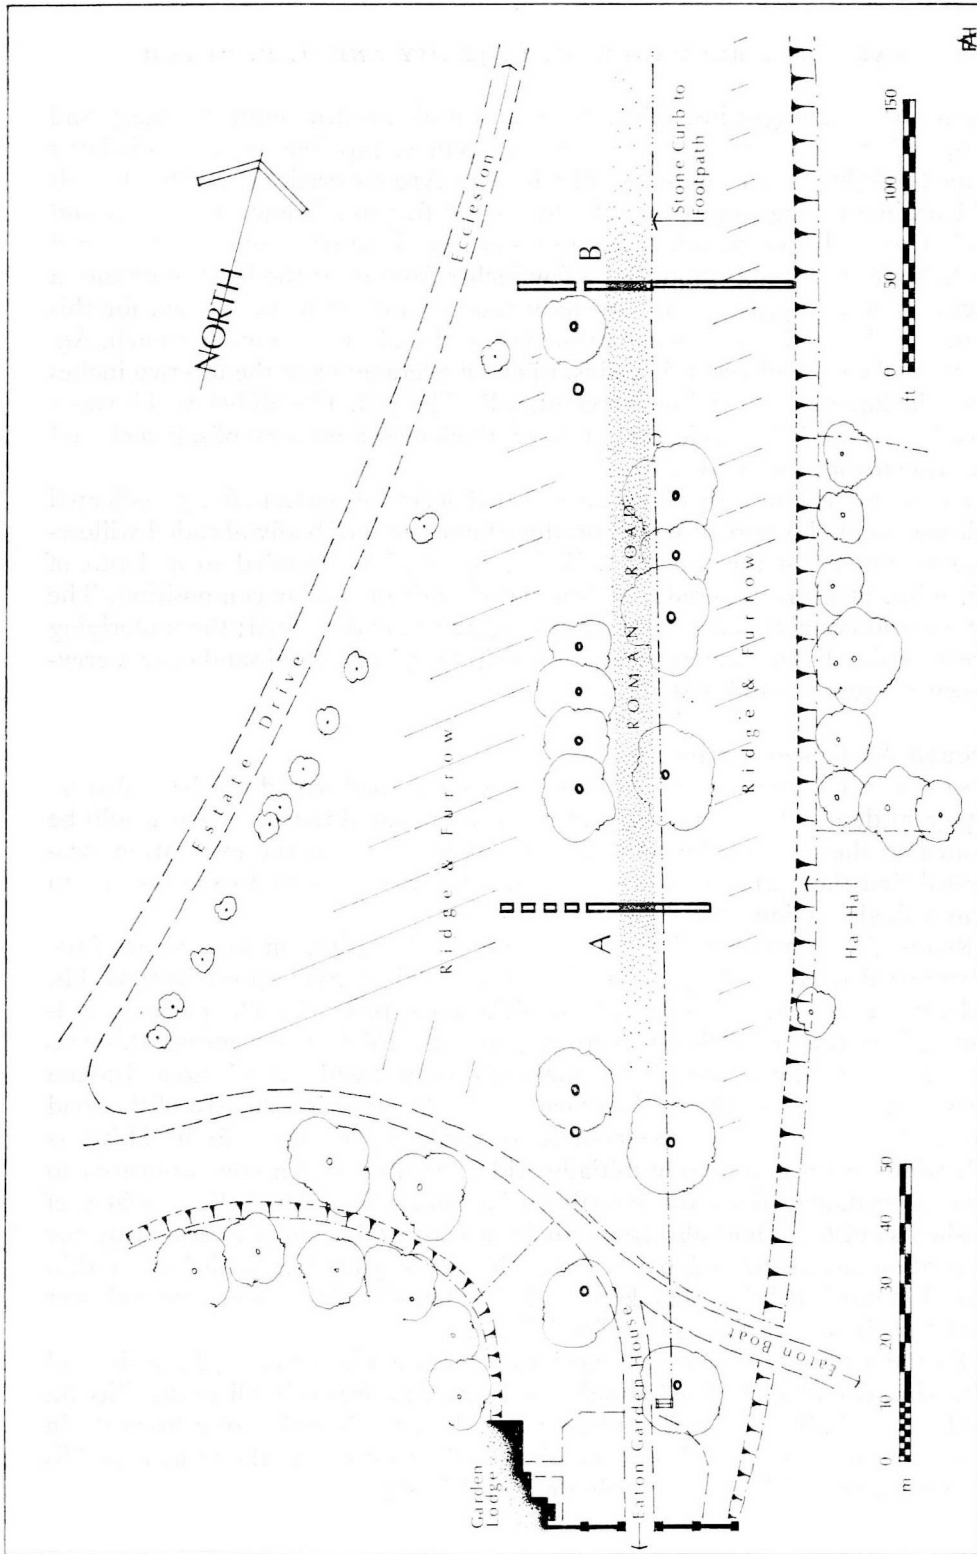 NORTH
Eccleston
Estate Drive
Stone Curb to
Footpath
B
ROMAN ROAD
Ridge & Furrow
Ridge & Furrow
A
Ha-Ha
Garden
Lodge
Eaton Garden House
Eaton Boat
m 0 10 20 30 40 50
ft 0 50 100 150